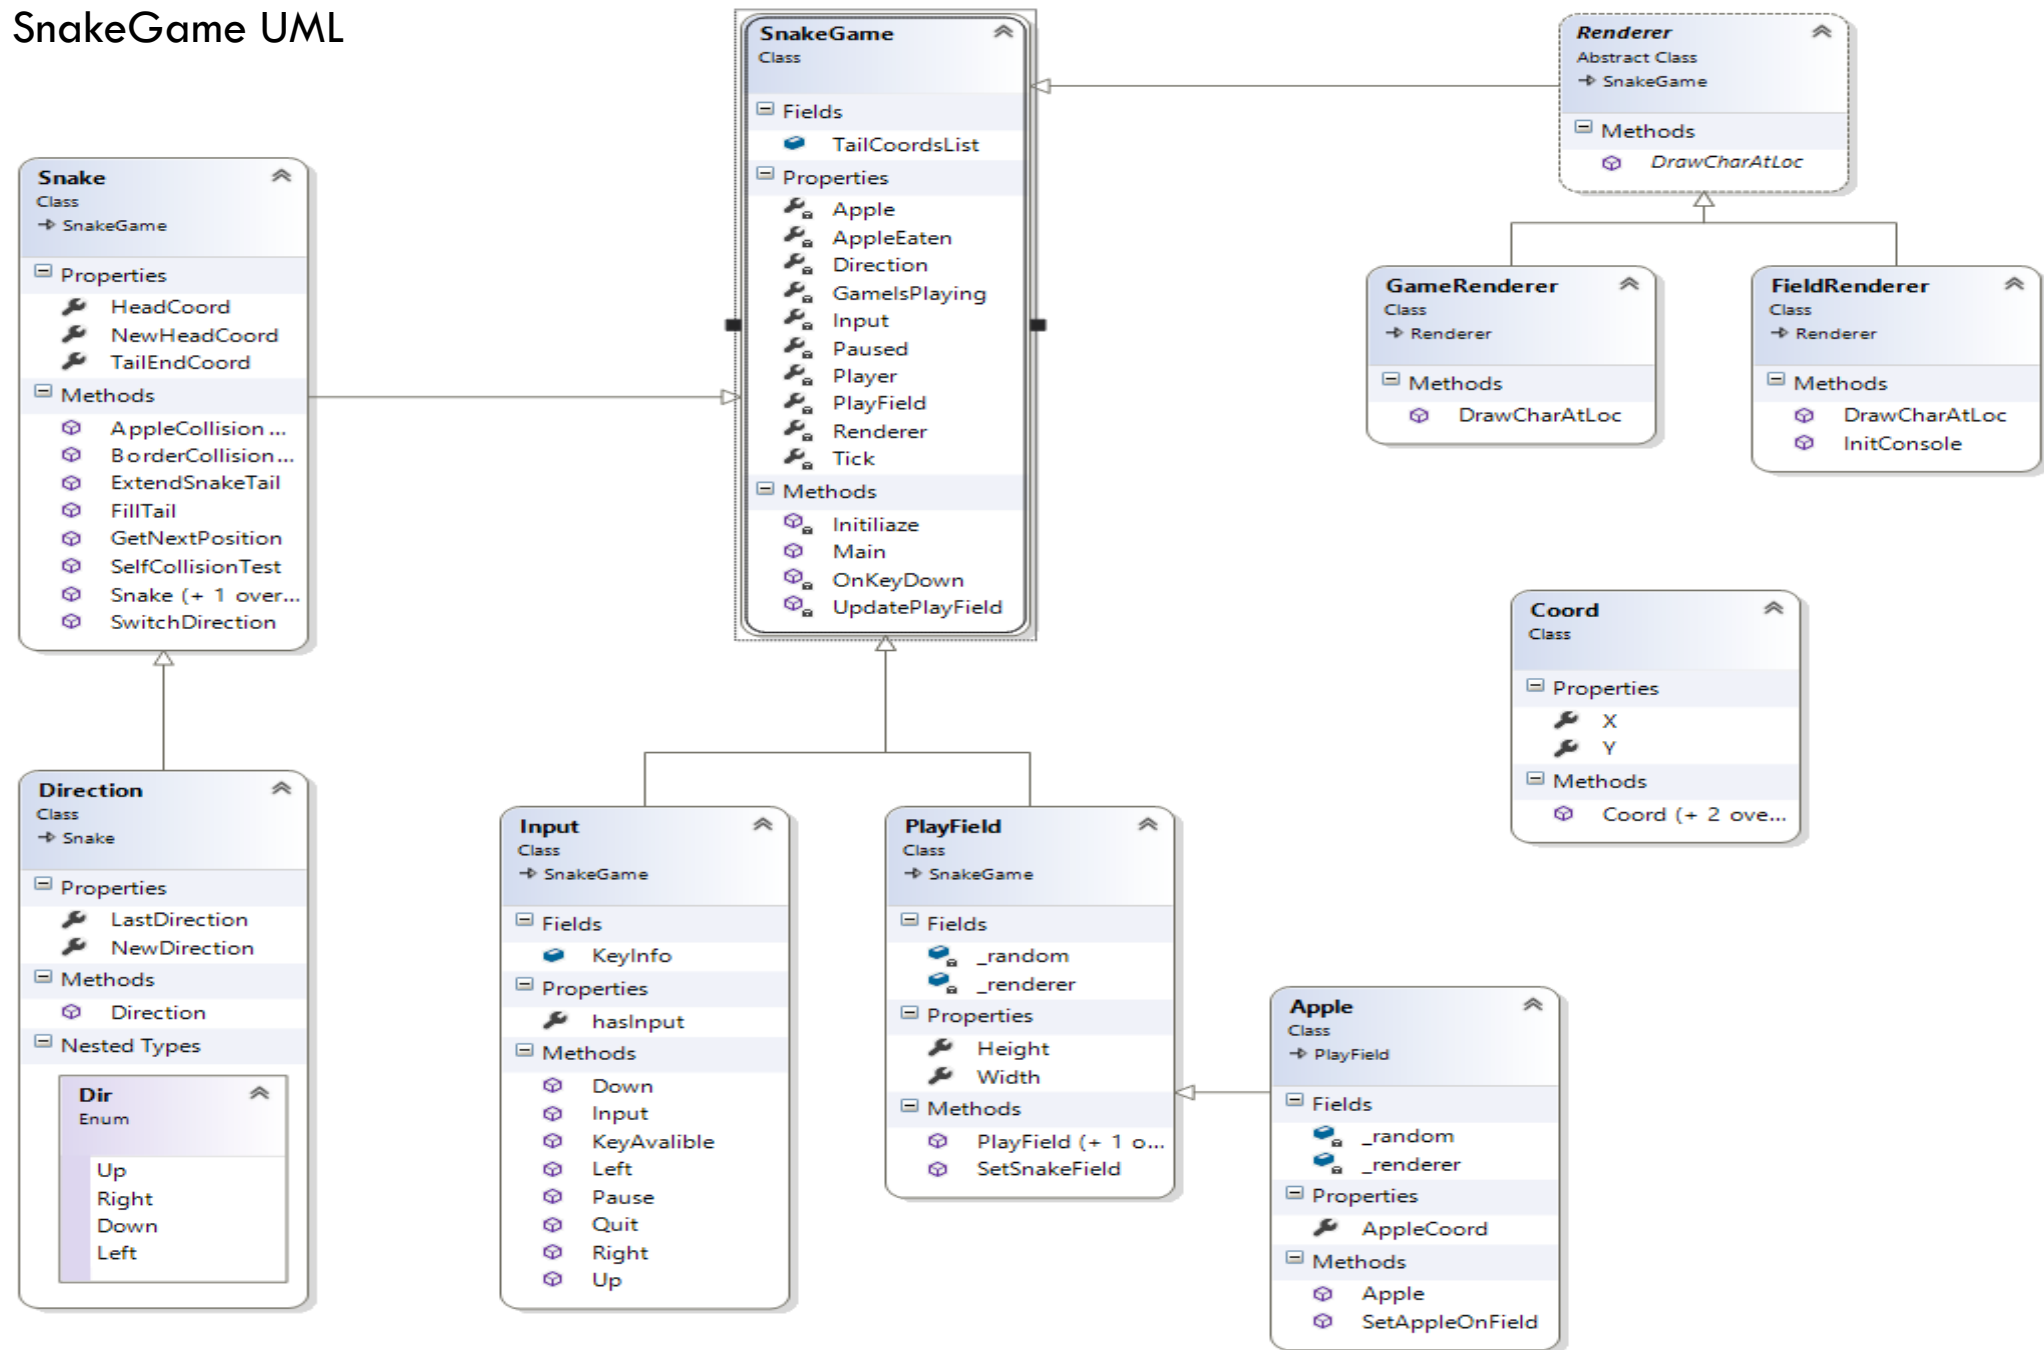 SnakeGame UML
SnakeGame
Class
Fields
TailCoordsList
Properties
Apple
AppleEaten
Direction
GameIsPlaying
Input
Paused
Player
PlayField
Renderer
Tick
Methods
Initiliaze
Main
OnKeyDown
UpdatePlayField
Renderer
Abstract Class
SnakeGame
Methods
DrawCharAtLoc
Snake
Class
SnakeGame
Properties
HeadCoord
NewHeadCoord
TailEndCoord
Methods
AppleCollision ...
BorderCollision...
ExtendSnakeTail
FillTail
GetNextPosition
SelfCollisionTest
Snake (+ 1 over...
SwitchDirection
GameRenderer
Class
Renderer
Methods
DrawCharAtLoc
FieldRenderer
Class
Renderer
Methods
DrawCharAtLoc
InitConsole
Coord
Class
Properties
X
Y
Methods
Coord (+ 2 ove...
Direction
Class
Snake
Properties
LastDirection
NewDirection
Methods
Direction
Nested Types
Dir
Enum
Up
Right
Down
Left
Input
Class
SnakeGame
Fields
KeyInfo
Properties
hasInput
Methods
Down
Input
KeyAvalible
Left
Pause
Quit
Right
Up
PlayField
Class
SnakeGame
Fields
_random
_renderer
Properties
Height
Width
Methods
PlayField (+ 1 o...
SetSnakeField
Apple
Class
PlayField
Fields
_random
_renderer
Properties
AppleCoord
Methods
Apple
SetAppleOnField